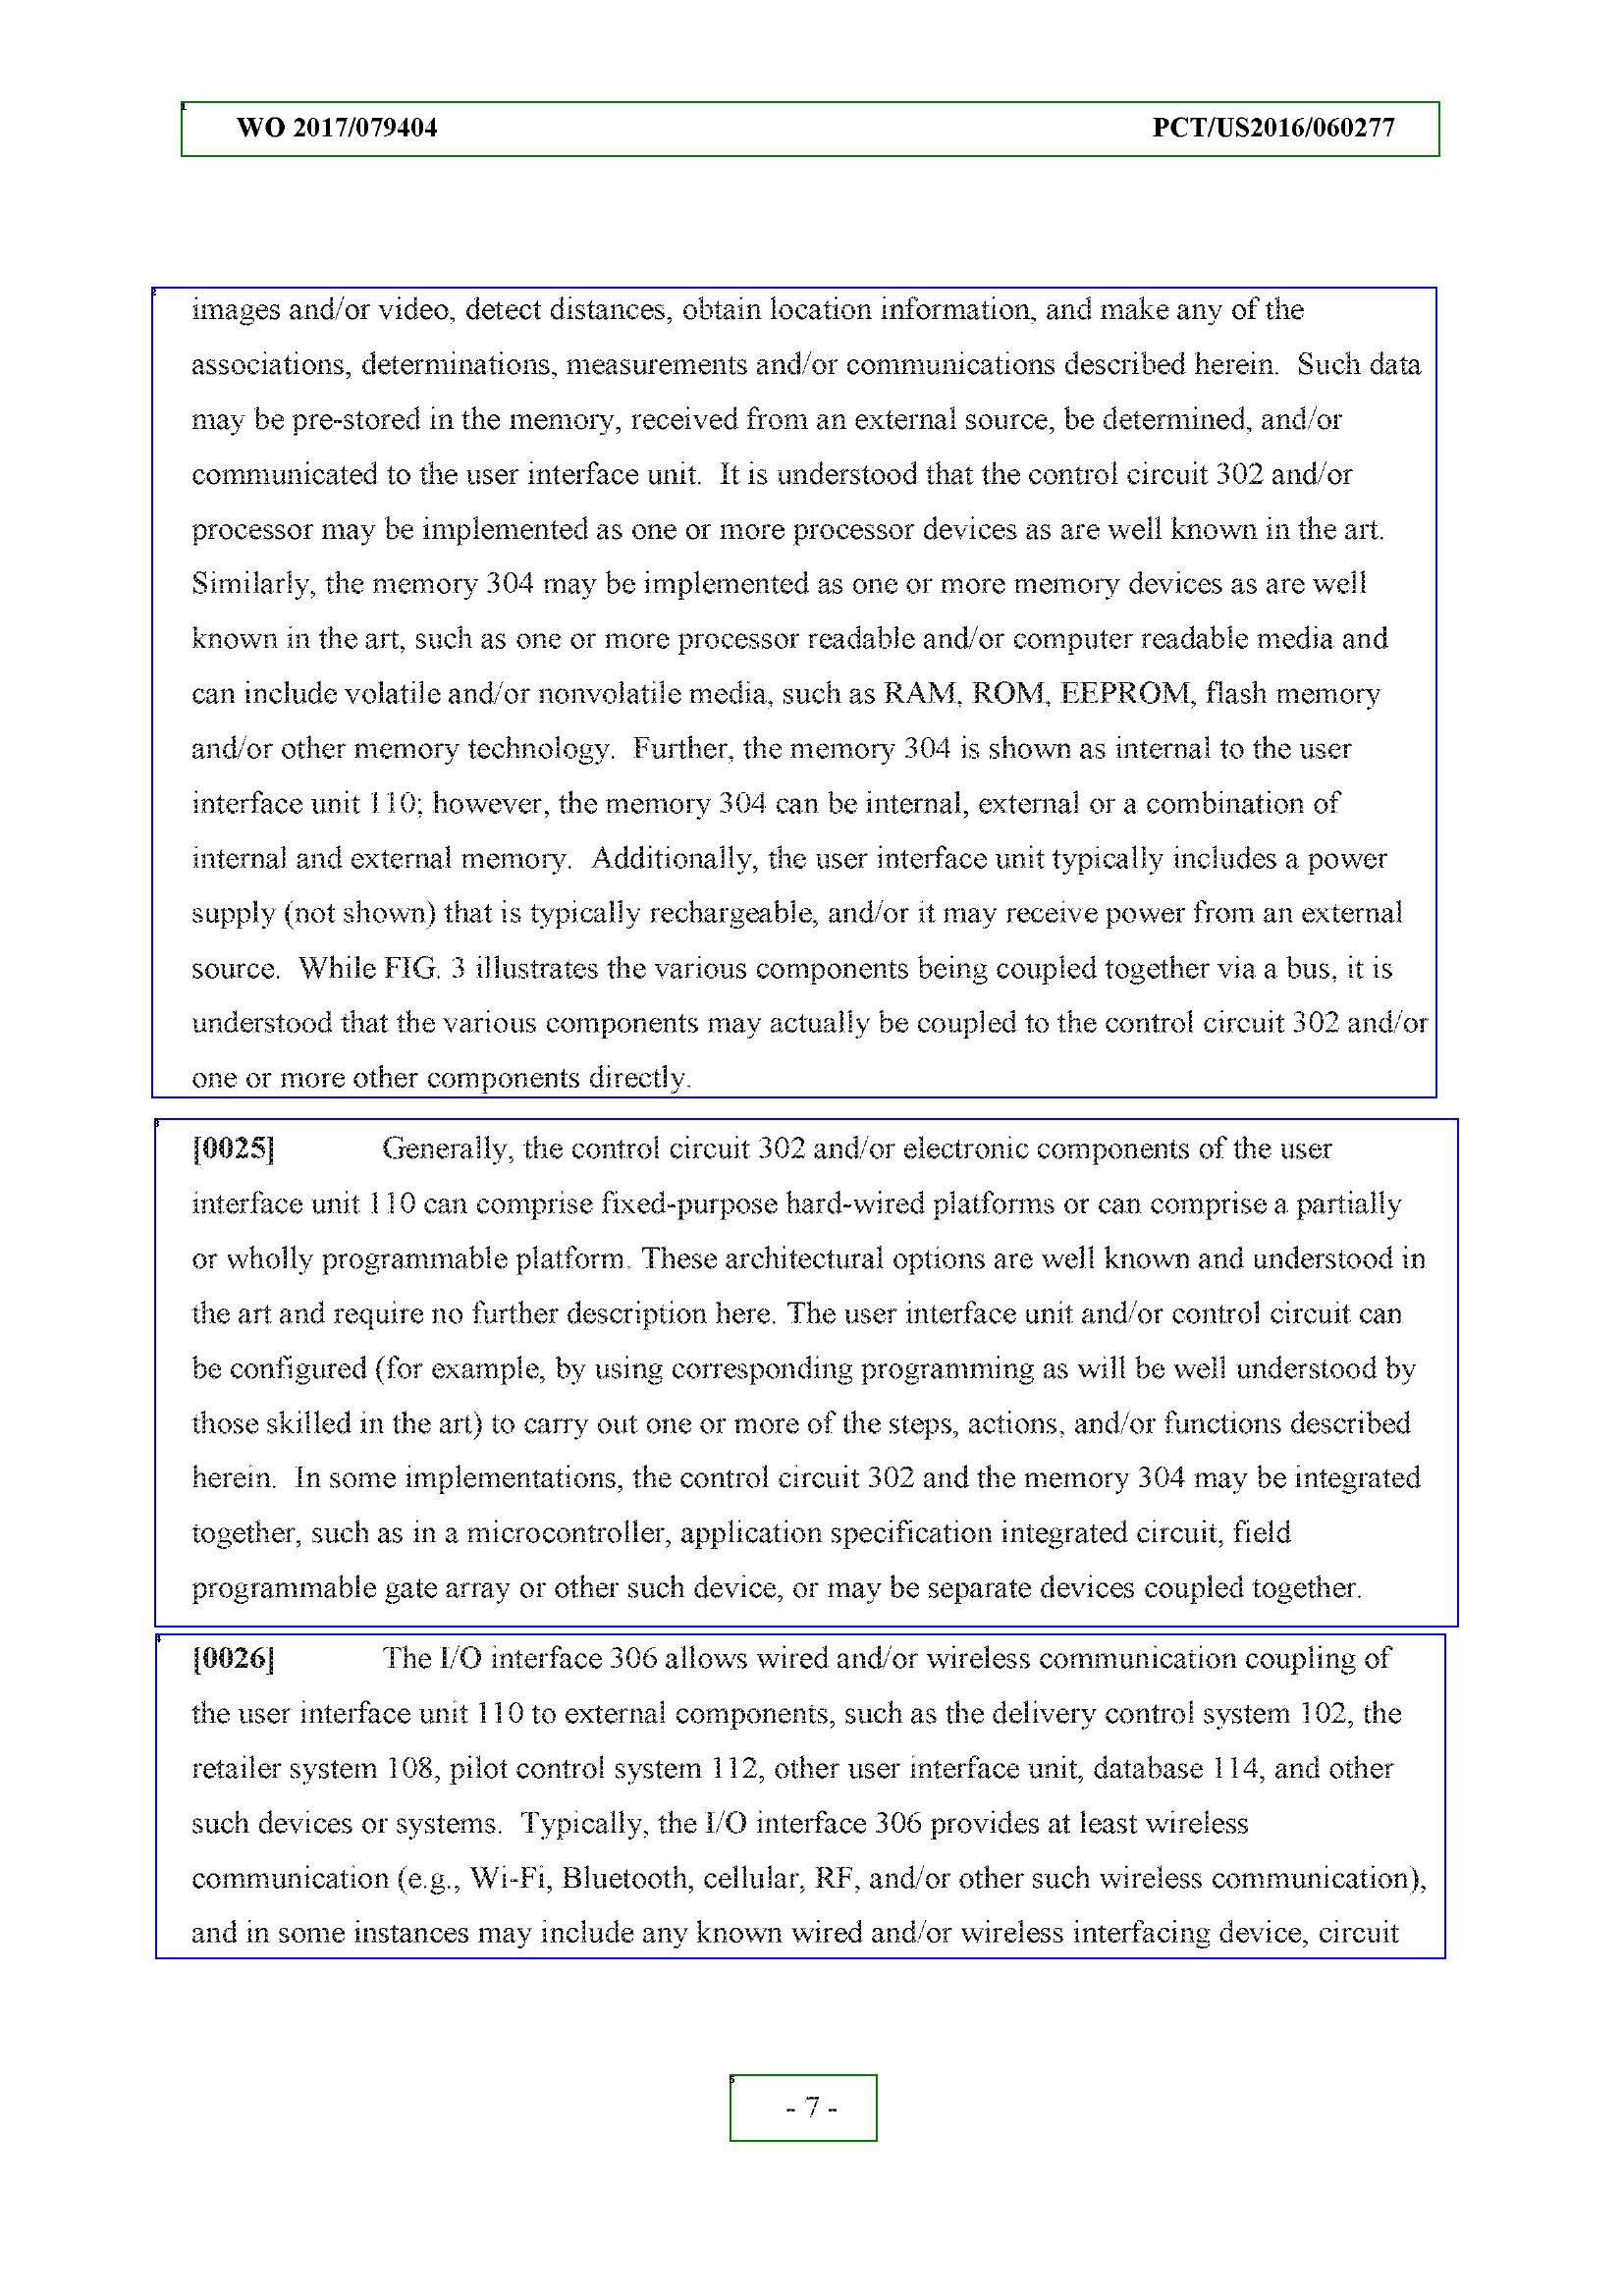 1
WO 2017/079404 PCT/US2016/060277
2
images and/or video, detect distances, obtain location information, and make any of the
associations, determinations, measurements and/or communications described herein.  Such data
may be pre-stored in the memory, received from an external source, be determined, and/or
communicated to the user interface unit.  It is understood that the control circuit 302 and/or
processor may be implemented as one or more processor devices as are well known in the art.
Similarly, the memory 304 may be implemented as one or more memory devices as are well
known in the art, such as one or more processor readable and/or computer readable media and
can include volatile and/or nonvolatile media, such as RAM, ROM, EEPROM, flash memory
and/or other memory technology.  Further, the memory 304 is shown as internal to the user
interface unit 110; however, the memory 304 can be internal, external or a combination of
internal and external memory.  Additionally, the user interface unit typically includes a power
supply (not shown) that is typically rechargeable, and/or it may receive power from an external
source.  While FIG. 3 illustrates the various components being coupled together via a bus, it is
understood that the various components may actually be coupled to the control circuit 302 and/or
one or more other components directly.
3
[0025] Generally, the control circuit 302 and/or electronic components of the user
interface unit 110 can comprise fixed-purpose hard-wired platforms or can comprise a partially
or wholly programmable platform. These architectural options are well known and understood in
the art and require no further description here. The user interface unit and/or control circuit can
be configured (for example, by using corresponding programming as will be well understood by
those skilled in the art) to carry out one or more of the steps, actions, and/or functions described
herein.  In some implementations, the control circuit 302 and the memory 304 may be integrated
together, such as in a microcontroller, application specification integrated circuit, field
programmable gate array or other such device, or may be separate devices coupled together.
4
[0026] The I/O interface 306 allows wired and/or wireless communication coupling of
the user interface unit 110 to external components, such as the delivery control system 102, the
retailer system 108, pilot control system 112, other user interface unit, database 114, and other
such devices or systems.  Typically, the I/O interface 306 provides at least wireless
communication (e.g., Wi-Fi, Bluetooth, cellular, RF, and/or other such wireless communication),
and in some instances may include any known wired and/or wireless interfacing device, circuit
5
- 7 -